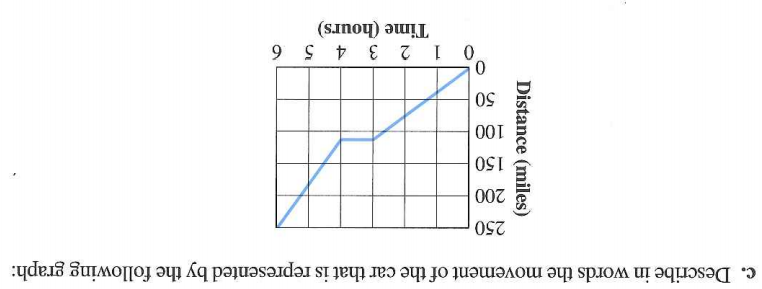 c. Describe in words the movement of the car that is represented by the following graph:
250
200
150
100
50
0
Distance (miles)
0 1 2 3 4 5 6
Time (hours)